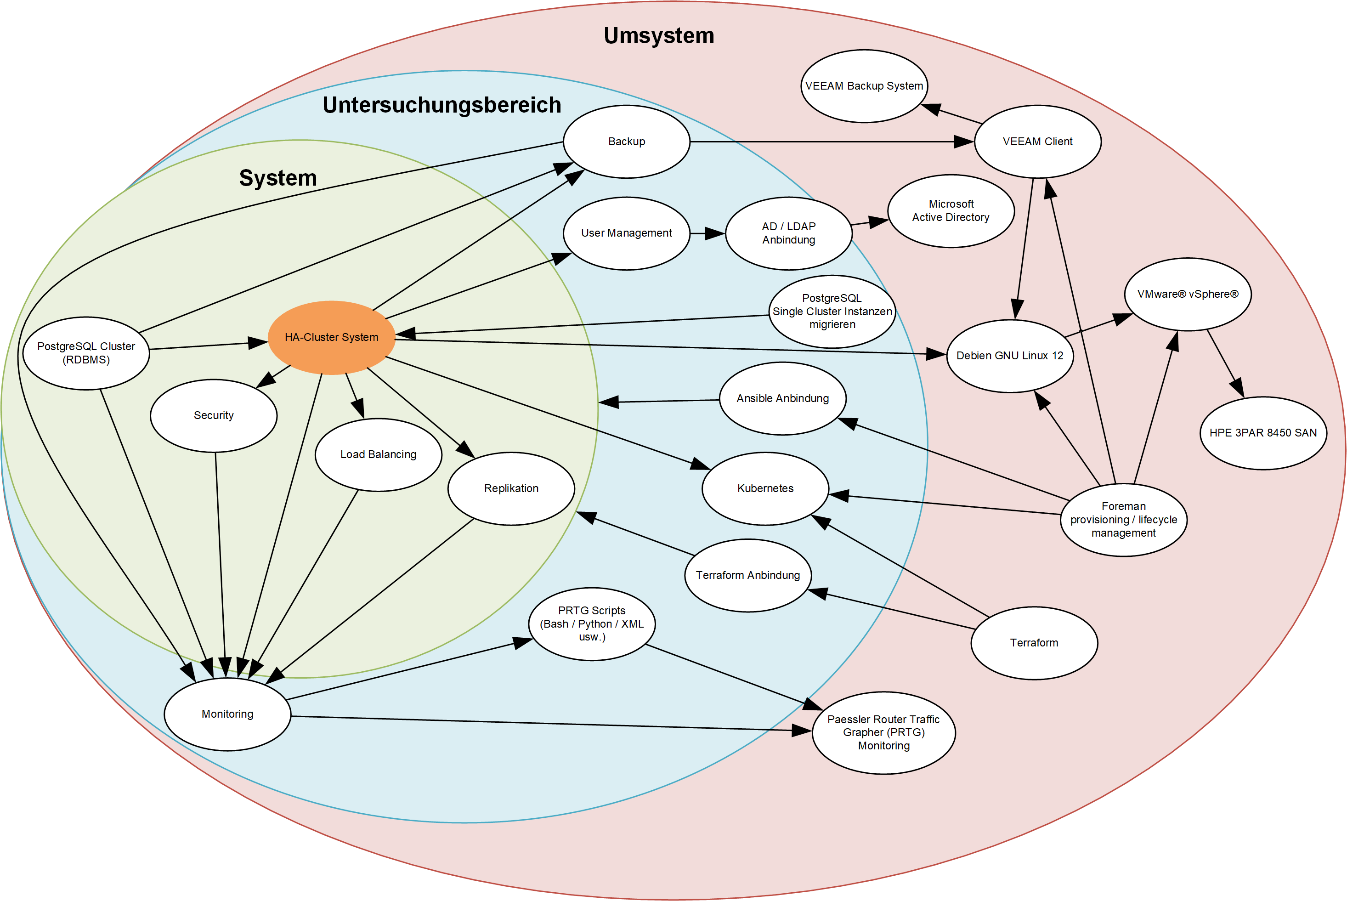 Umsystem
VEEAM Backup System
Untersuchungsbereich
Backup
VEEAM Client
System
Microsoft
Active Directory
User Management
AD / LDAP
Anbindung
VMware® vSphere®
PostgreSQL
Single Cluster Instanzen
migrieren
HA-Cluster System
PostgreSQL Cluster
(RDBMS)
Debien GNU Linux 12
Ansible Anbindung
Security
HPE 3PAR 8450 SAN
Load Balancing
Replikation
Kubernetes
Foreman
provisioning / lifecycle
management
Terraform Anbindung
PRTG Scripts
(Bash / Python / XML
usw.)
Terraform
Monitoring
Paessler Router Traffic
Grapher (PRTG)
Monitoring